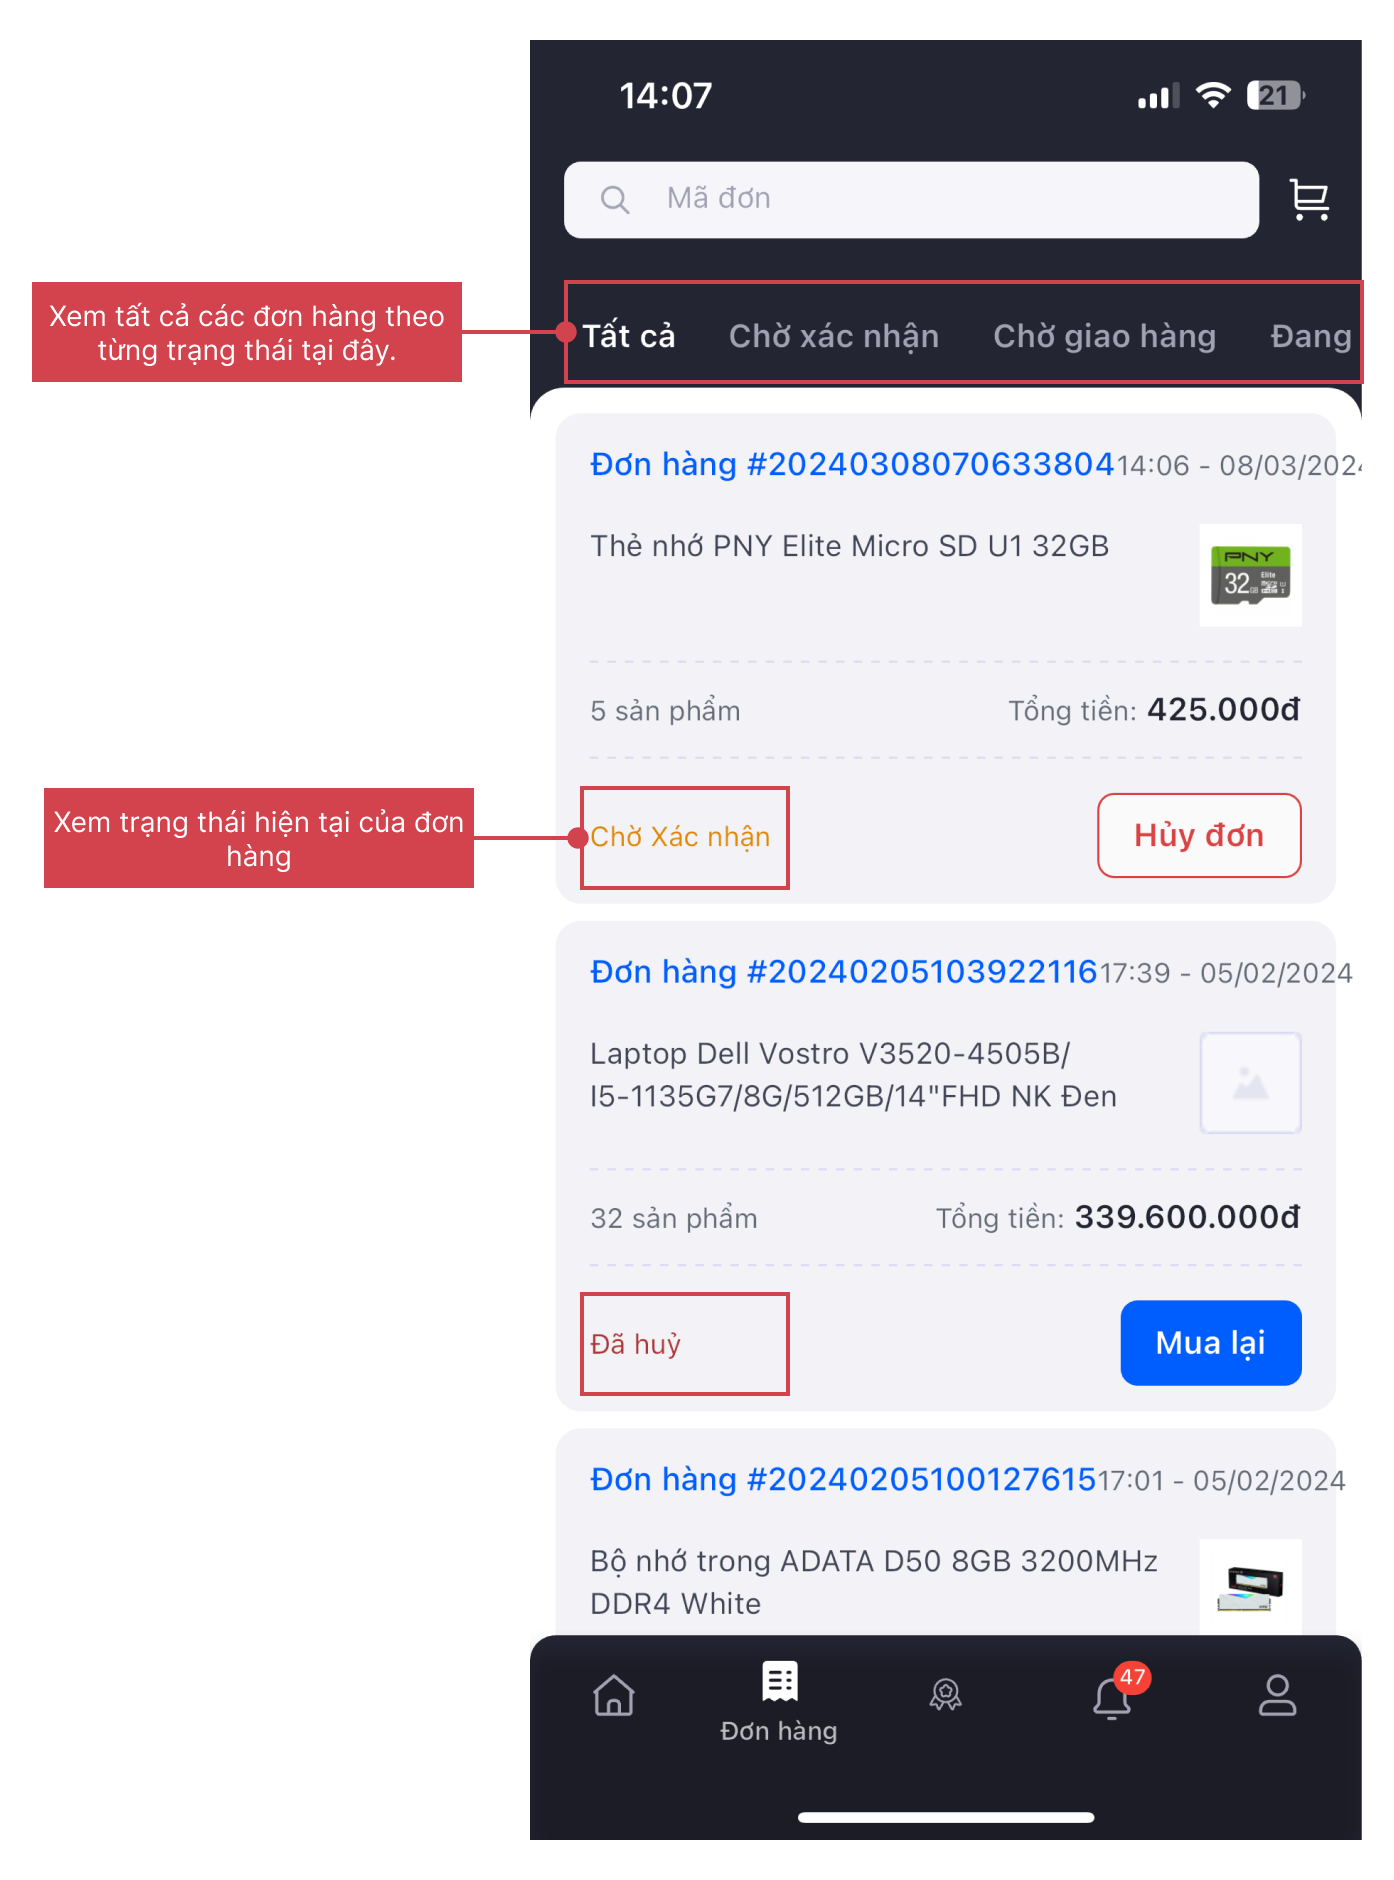 14:07
21
Mã đơn
Xem tất cả các đơn hàng theo
từng trạng thái tại đây.
Tất cả
Chờ xác nhận
Chờ giao hàng
Đang
Đơn hàng #20240308070633804
14:06 - 08/03/2024
Thẻ nhớ PNY Elite Micro SD U1 32GB
PNY
32GB
Elite
5 sản phẩm
Tổng tiền: 425.000đ
Xem trạng thái hiện tại của đơn
hàng
Chờ Xác nhận
Hủy đơn
Đơn hàng #20240205103922116
17:39 - 05/02/2024
Laptop Dell Vostro V3520-4505B/
I5-1135G7/8G/512GB/14"FHD NK Đen
32 sản phẩm
Tổng tiền: 339.600.000đ
Đã huỷ
Mua lại
Đơn hàng #20240205100127615
17:01 - 05/02/2024
Bộ nhớ trong ADATA D50 8GB 3200MHz
DDR4 White
47
Đơn hàng